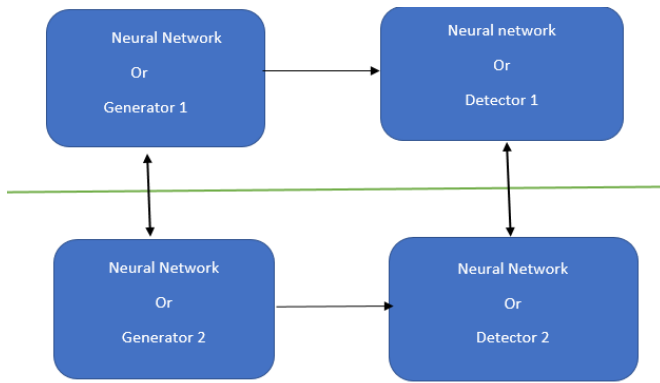 Neural Network
Or
Generator 1
Neural network
Or
Detector 1
Neural Network
Or
Generator 2
Neural Network
Or
Detector 2